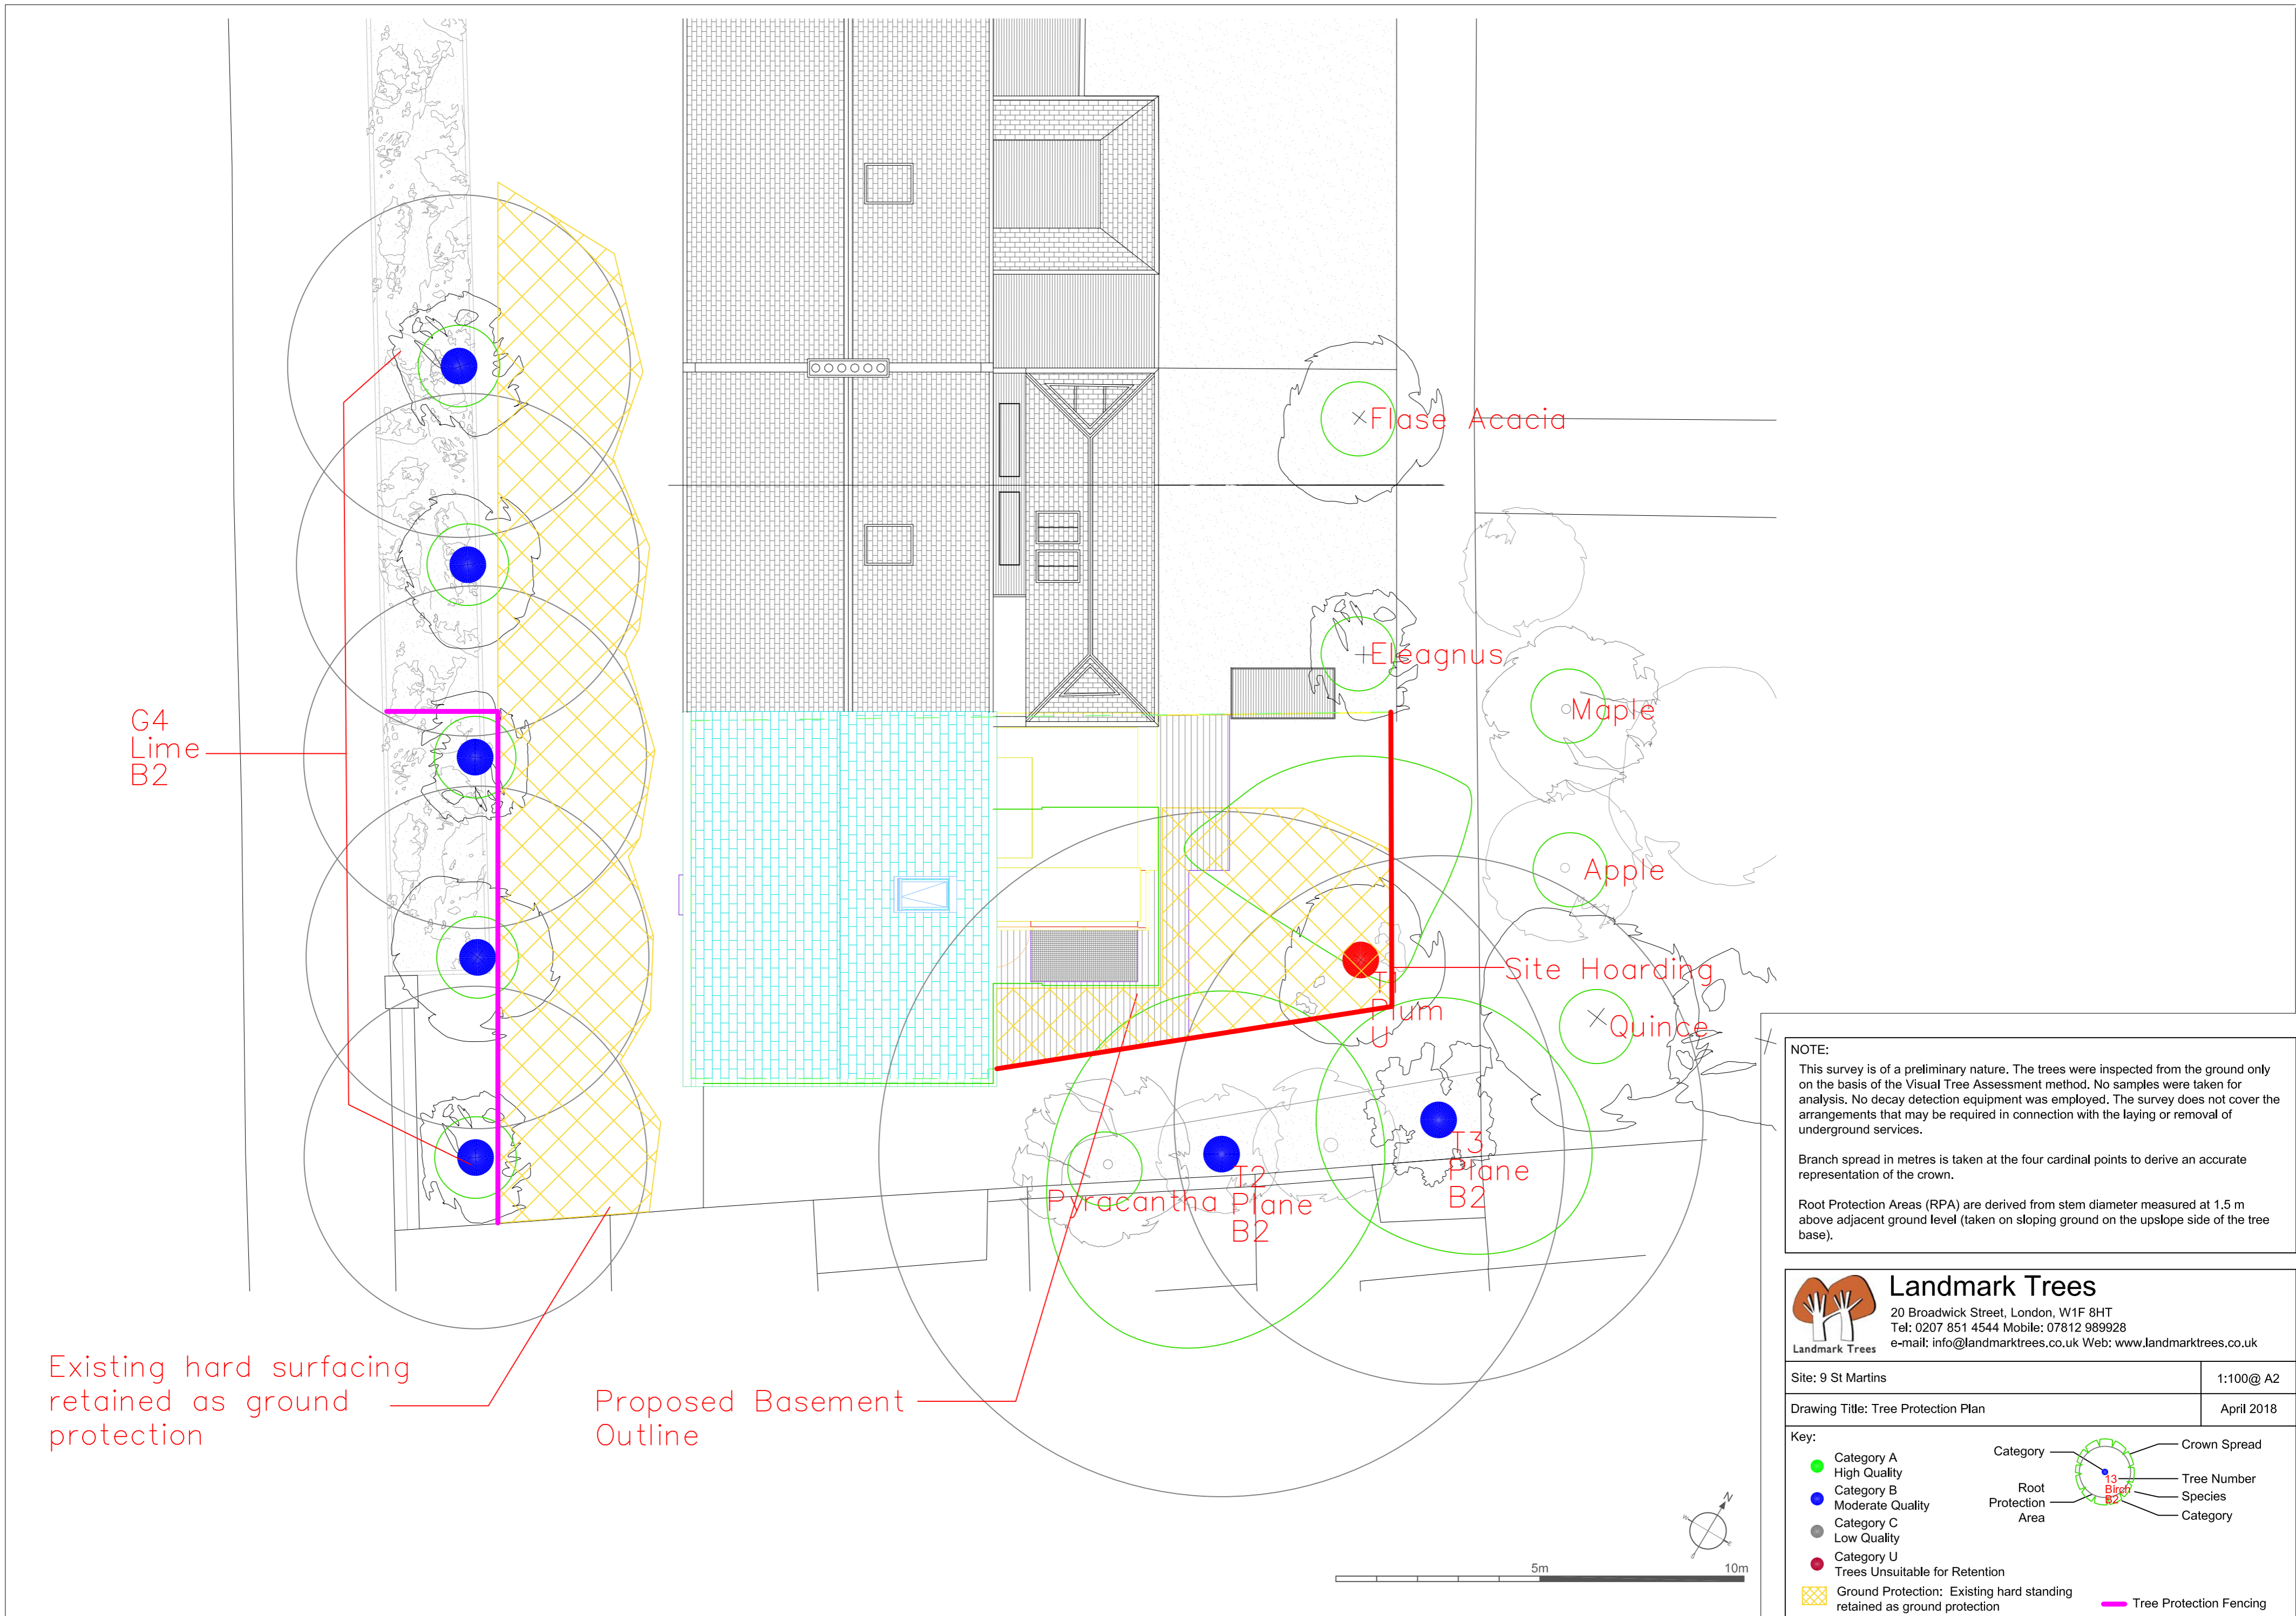 Flase Acacia
Eleagnus
Maple
G4
Lime
B2
Apple
Site Hoarding
T1
Plum
U
Quince
T3
Plane
B2
T2
Plane
B2
Pyracantha
Existing hard surfacing
retained as ground
protection
Proposed Basement
Outline
N
5m
10m
NOTE:
This survey is of a preliminary nature. The trees were inspected from the ground only
on the basis of the Visual Tree Assessment method. No samples were taken for
analysis. No decay detection equipment was employed. The survey does not cover the
arrangements that may be required in connection with the laying or removal of
underground services.
Branch spread in metres is taken at the four cardinal points to derive an accurate
representation of the crown.
Root Protection Areas (RPA) are derived from stem diameter measured at 1.5 m
above adjacent ground level (taken on sloping ground on the upslope side of the tree
base).
Landmark Trees
Landmark Trees
20 Broadwick Street, London, W1F 8HT
Tel: 0207 851 4544 Mobile: 07812 989928
e-mail: info@landmarktrees.co.uk Web: www.landmarktrees.co.uk
Site: 9 St Martins
1:100@ A2
Drawing Title: Tree Protection Plan
April 2018
Key:
Category A
High Quality
Category B
Moderate Quality
Category C
Low Quality
Category U
Trees Unsuitable for Retention
Ground Protection: Existing hard standing
retained as ground protection
Category
Root
Protection
Area
13
Birch
B2
Crown Spread
Tree Number
Species
Category
Tree Protection Fencing